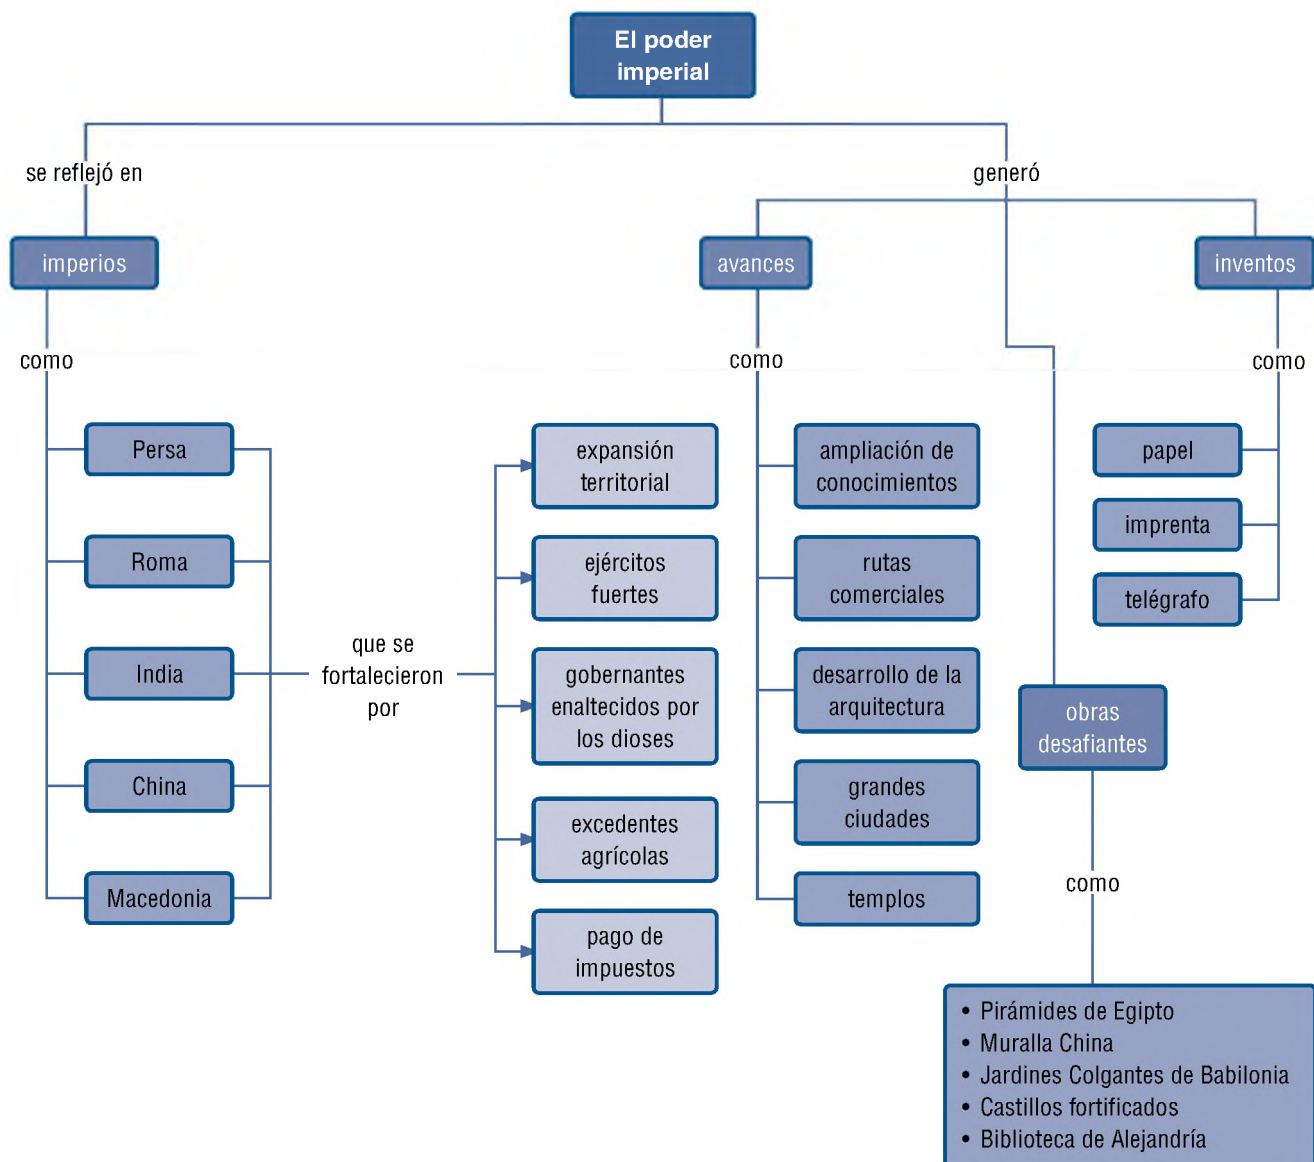 El poder
imperial
se reflejó en
generó
imperios
avances
inventos
como
como
como
Persa
Roma
India
China
Macedonia
que se
fortalecieron
por
expansión
territorial
ejércitos
fuertes
gobernantes
enaltecidos por
los dioses
excedentes
agrícolas
pago de
impuestos
ampliación de
conocimientos
rutas
comerciales
desarrollo de la
arquitectura
grandes
ciudades
templos
papel
imprenta
telégrafo
obras
desafiantes
como
• Pirámides de Egipto
• Muralla China
• Jardines Colgantes de Babilonia
• Castillos fortificados
• Biblioteca de Alejandría